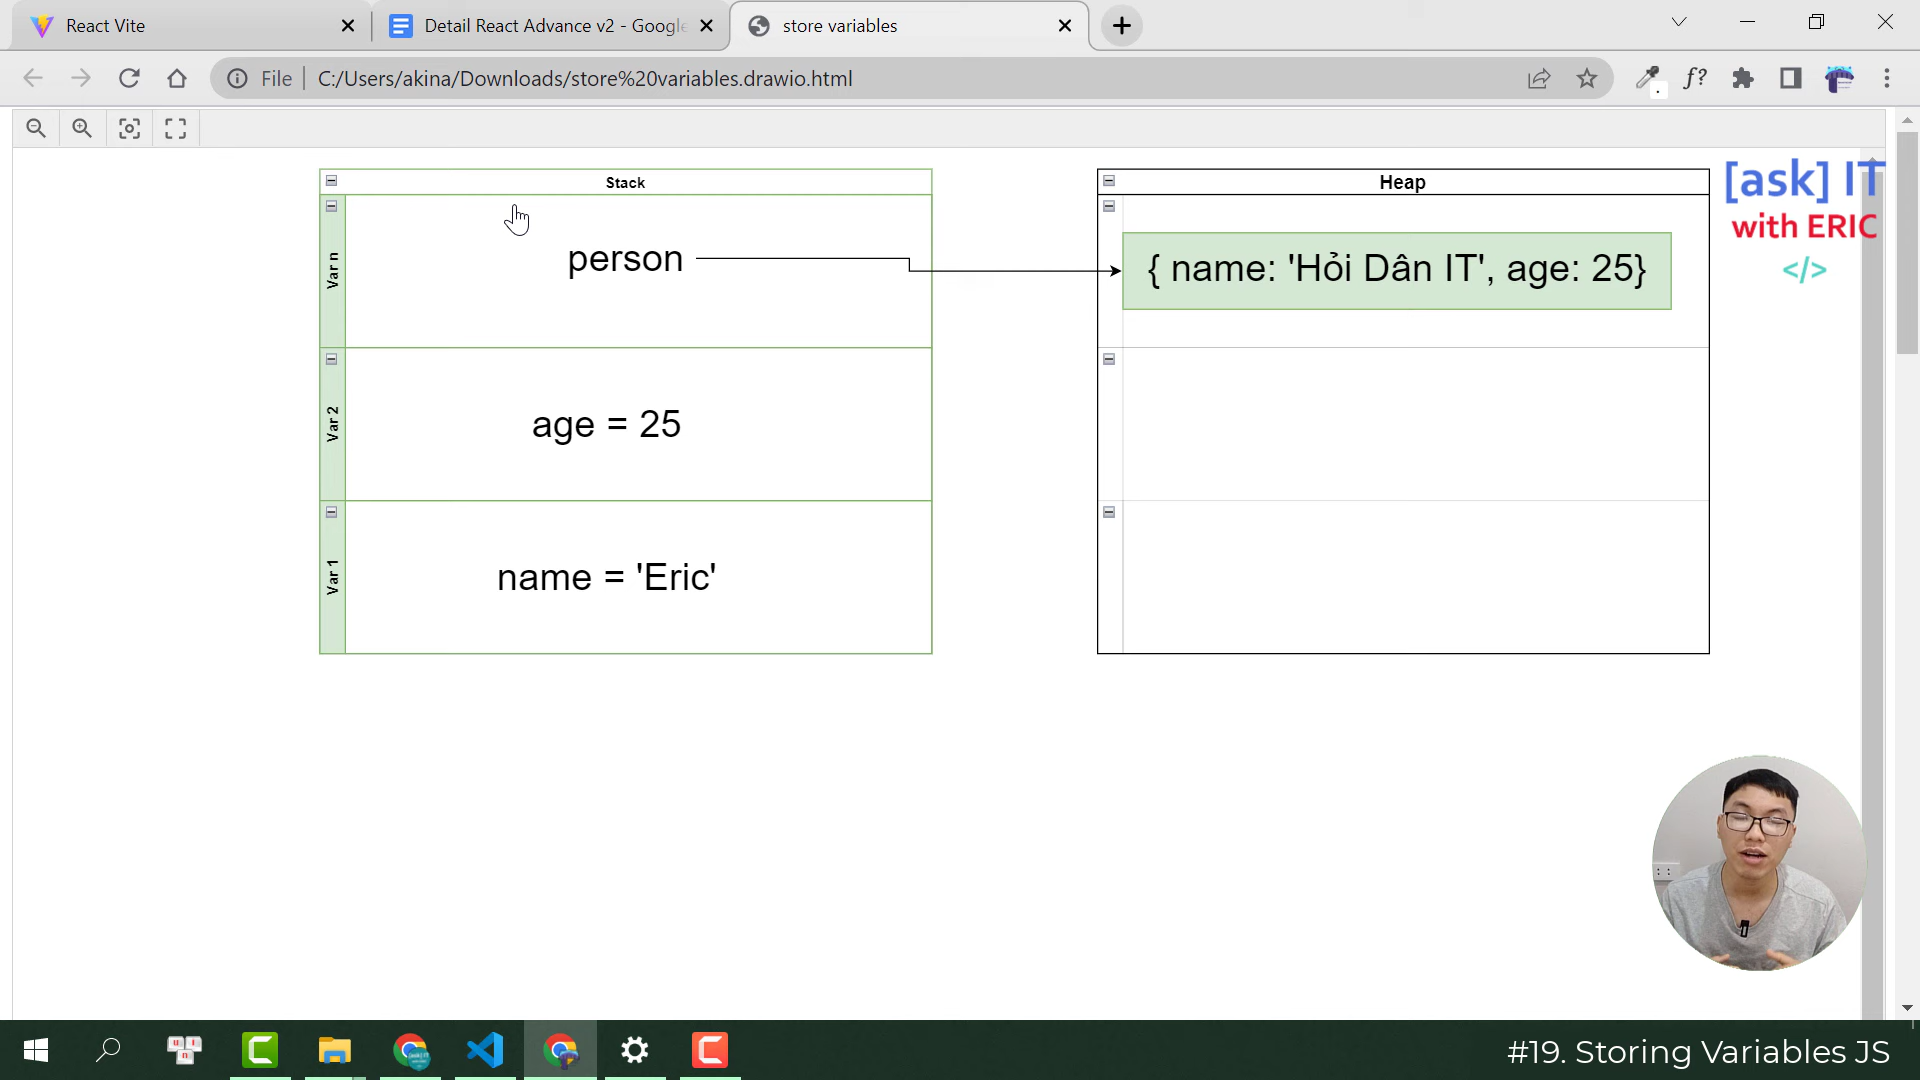 React Vite
Detail React Advance v2 - Google
store variables
File
C:/Users/akina/Downloads/store%20variables.drawio.html
f?
Stack
Heap
[ask] IT
with ERIC
</>
Var n
person
{ name: 'Hỏi Dân IT', age: 25}
Var 2
age = 25
Var 1
name = 'Eric'
#19. Storing Variables JS